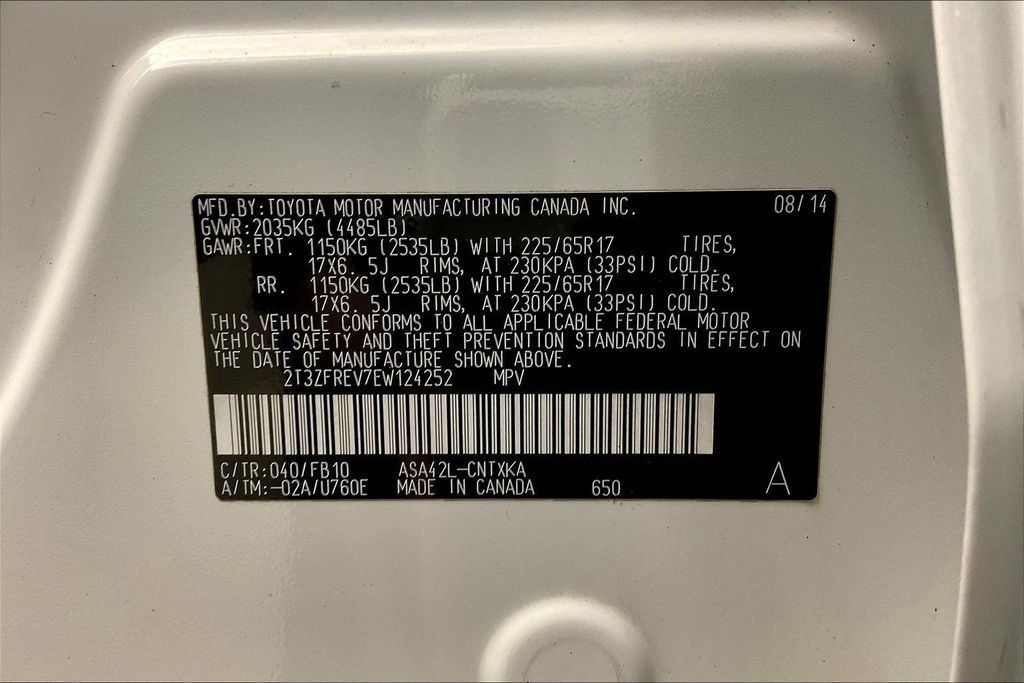 MFD.BY:TOYOTA MOTOR MANUFACTURING CANADA INC. 08/14
GVWR:2035KG (4485LB)
GAWR:FRT. 1150KG (2535LB) WITH 225/65R17 TIRES,
17X6. 5J RIMS, AT 230KPA (33PSI) COLD.
RR. 1150KG (2535LB) WITH 225/65R17 TIRES,
17X6. 5J RIMS, AT 230KPA (33PSI) COLD.
THIS VEHICLE CONFORMS TO ALL APPLICABLE FEDERAL MOTOR
VEHICLE SAFETY AND THEFT PREVENTION STANDARDS IN EFFECT ON
THE DATE OF MANUFACTURE SHOWN ABOVE.
2T3ZFREV7EW124252 MPV
C/TR:040/FB10 ASA42L-CNTXKA
A/TM:-02A/U760E MADE IN CANADA 650 A